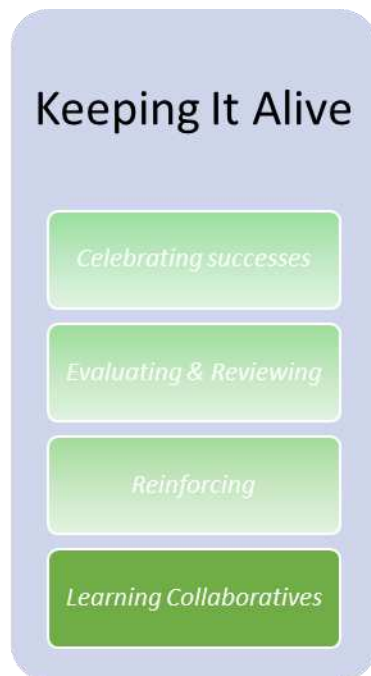 Keeping It Alive
Celebrating successes
Evaluating & Reviewing
Reinforcing
Learning Collaboratives